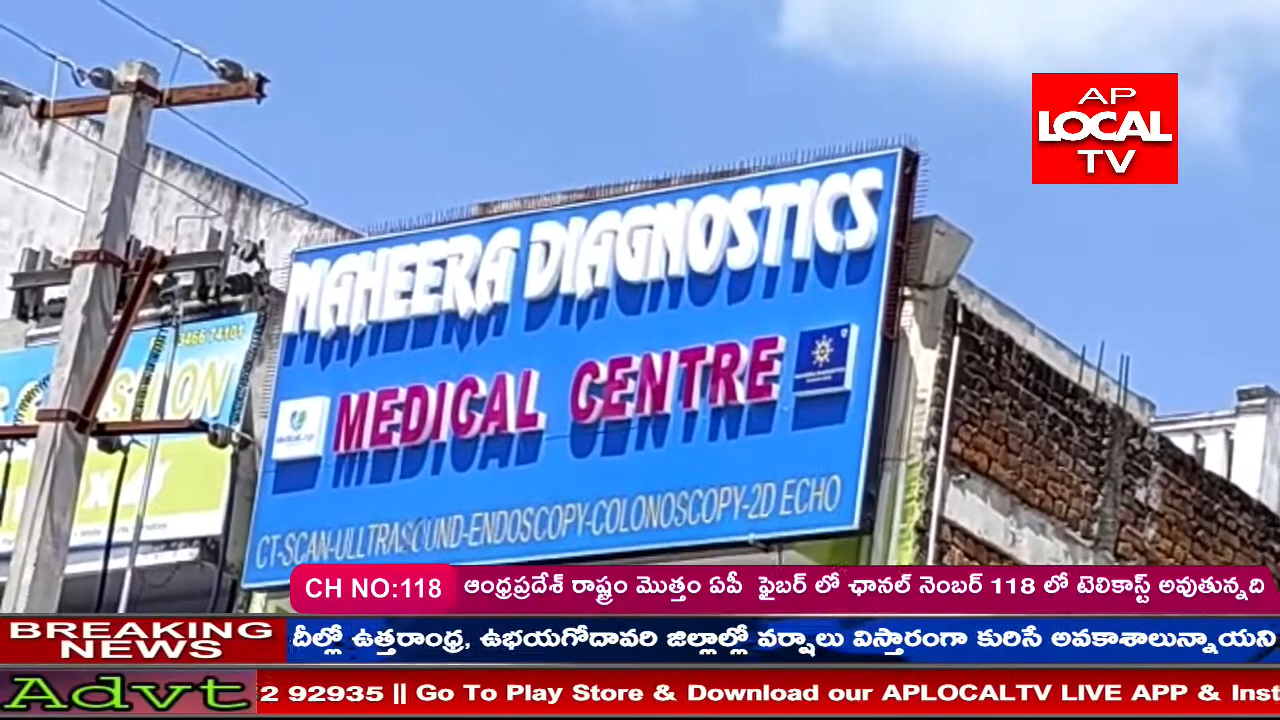 AP
LOCAL
TV
MAHEERA DIAGNOSTICS
MEDICAL CENTRE
CT-SCAN-ULLTRASOUND-ENDOSCOPY-COLONOSCOPY-2D ECHO
3466 74101
CH NO:118 ఆంధ్రప్రదేశ్ రాష్ట్రం మొత్తం ఏపీ ఫైబర్ లో ఛానల్ నెంబర్ 118 లో టెలికాస్ట్ అవుతున్నది
BREAKING NEWS దీల్లో ఉత్తరాంధ్ర, ఉభయగోదావరి జిల్లాల్లో వర్షాలు విస్తారంగా కురిసే అవకాశాలున్నాయని
Advt 2 92935 || Go To Play Store & Download our APLOCALTV LIVE APP & Inst